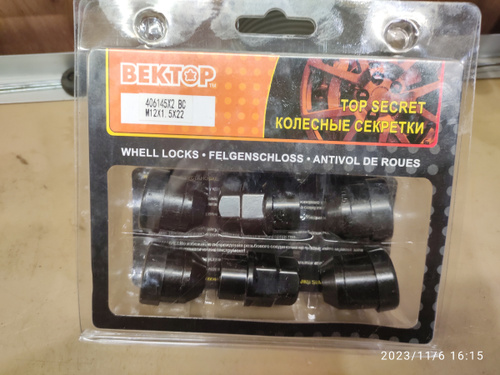 ВЕКТОР
406145X2 BC
M12X1.5X22
TOP SECRET
КОЛЕСНЫЕ СЕКРЕТКИ
WHELL LOCKS • FELGENSCHLOSS • ANTIVOL DE ROUES
2023/11/6 16:15